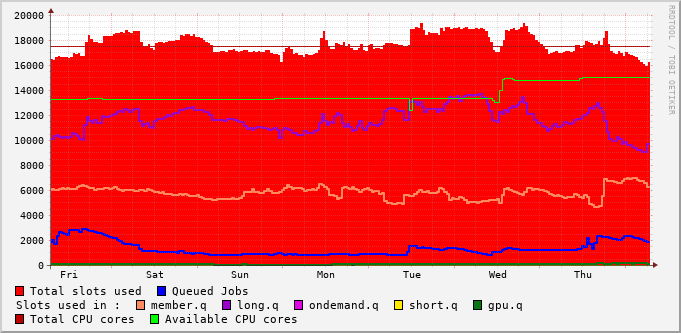 20000
18000
16000
14000
12000
10000
8000
6000
4000
2000
0
Fri Sat Sun Mon Tue Wed Thu
RRDTOOL / TOBI OETIKER
Total slots used Queued Jobs
Slots used in : member.q long.q ondemand.q short.q gpu.q
Total CPU cores Available CPU cores